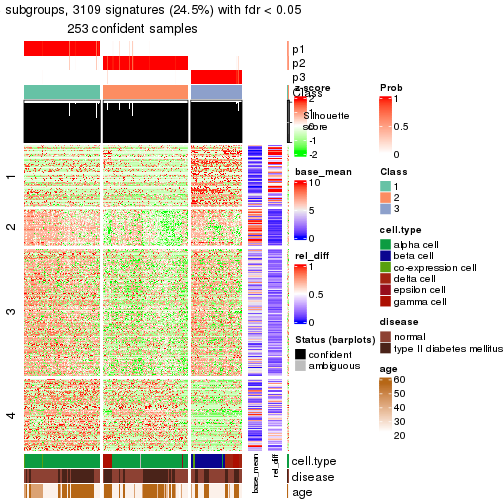 subgroups, 3109 signatures (24.5%) with fdr < 0.05
253 confident samples
p1
p2
p3
Class
Silhouette
score
1
2
3
4
cell.type
disease
age
base_mean
rel_diff
z-score
2
1
0
-1
-2
base_mean
10
5
0
rel_diff
1
0.5
0
Status (barplots)
confident
ambiguous
Prob
1
0.5
0
Class
1
2
3
cell.type
alpha cell
beta cell
co-expression cell
delta cell
epsilon cell
gamma cell
disease
normal
type II diabetes mellitus
age
60
50
40
30
20